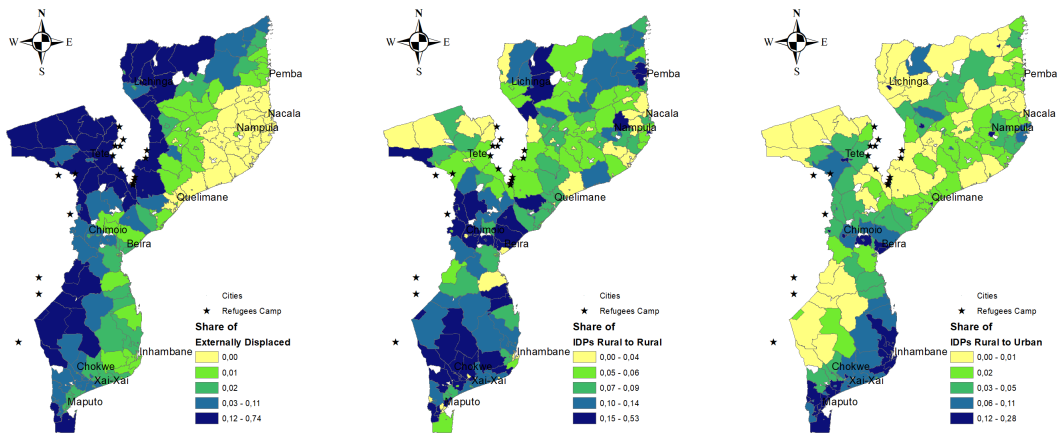 N
W E
S
Lichinga
Pemba
Nacala
Nampula
Tete
Quelimane
Chimoio
Beira
Inhambane
Chokwe
Xai-Xai
Maputo
Cities
Refugees Camp
Share of
Externally Displaced
0,00
0,01
0,02
0,03 - 0,11
0,12 - 0,74
N
W E
S
Lichinga
Pemba
Nacala
Nampula
Tete
Quelimane
Chimoio
Beira
Inhambane
Chokwe
Xai-Xai
Maputo
Cities
Refugees Camp
Share of
IDPs Rural to Rural
0,00 - 0,04
0,05 - 0,06
0,07 - 0,09
0,10 - 0,14
0,15 - 0,53
N
W E
S
Lichinga
Pemba
Nacala
Nampula
Tete
Quelimane
Chimoio
Beira
Inhambane
Chokwe
Xai-Xai
Maputo
Cities
Refugees Camp
Share of
IDPs Rural to Urban
0,00 - 0,01
0,02
0,03 - 0,05
0,06 - 0,11
0,12 - 0,28